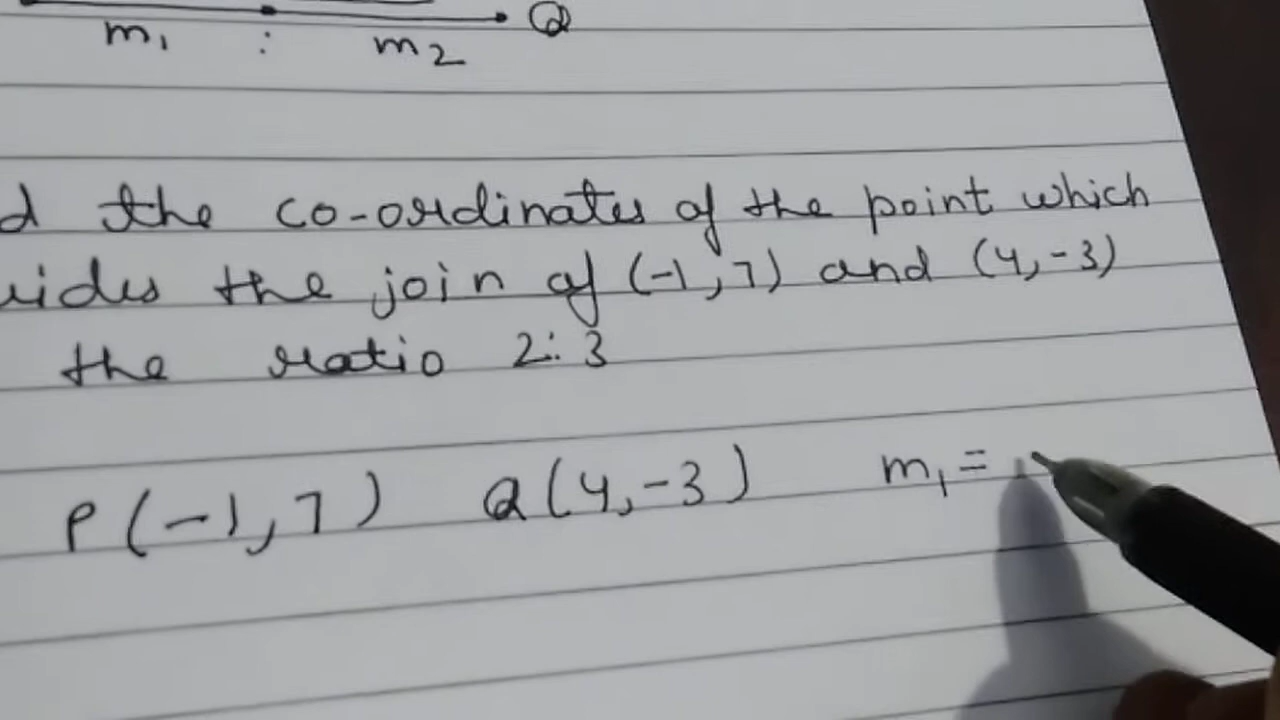 m₁ : m₂ Q
d the co-ordinates of the point which
vides the join of (-1, 7) and (4, -3)
the ratio 2:3
P(-1, 7) Q(4, -3) m₁ =